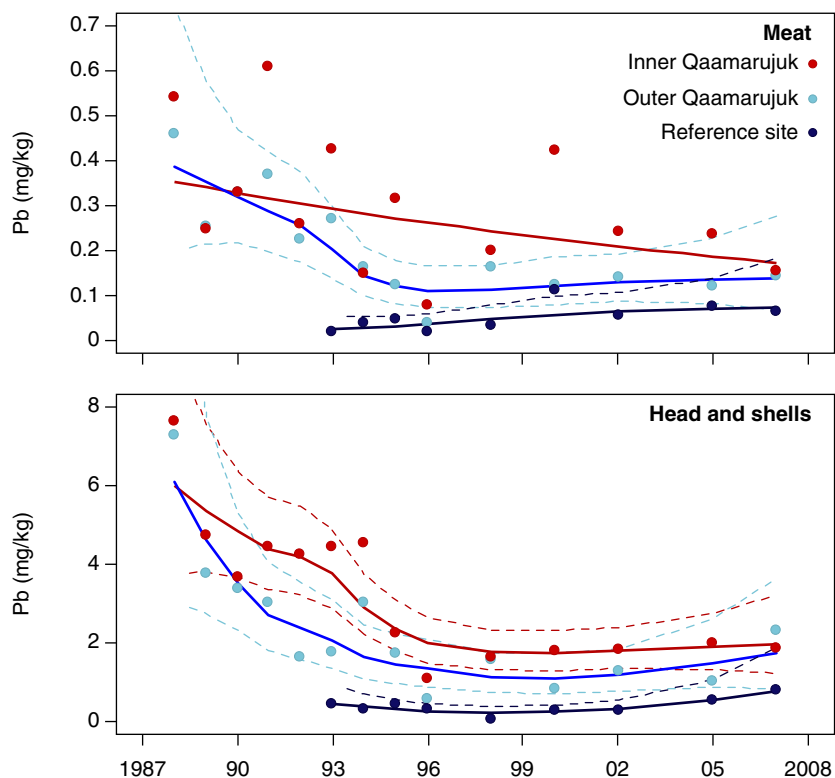 0.7
Meat
0.6
Inner Qaamarujuk
0.5
Outer Qaamarujuk
Reference site
0.4
Pb (mg/kg)
0.3
0.2
0.1
0
8
Head and shells
6
Pb (mg/kg)
4
2
0
1987 90 93 96 99 02 05 2008